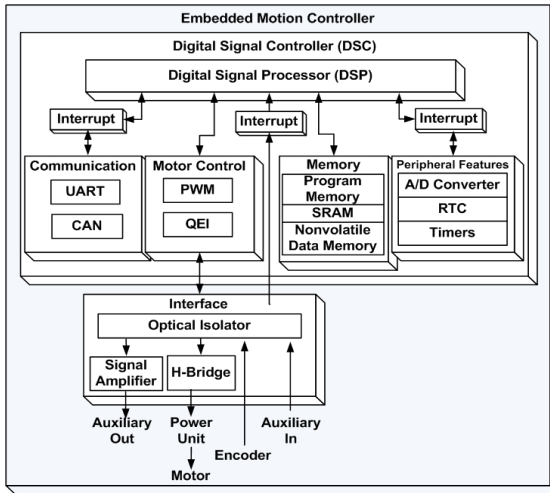 Embedded Motion Controller
Digital Signal Controller (DSC)
Digital Signal Processor (DSP)
Interrupt
Interrupt
Interrupt
Communication
UART
CAN
Motor Control
PWM
QEI
Memory
Program
Memory
SRAM
Nonvolatile
Data Memory
Peripheral Features
A/D Converter
RTC
Timers
Interface
Optical Isolator
Signal
Amplifier
H-Bridge
Auxiliary
Out
Power
Unit
Encoder
Auxiliary
In
Motor